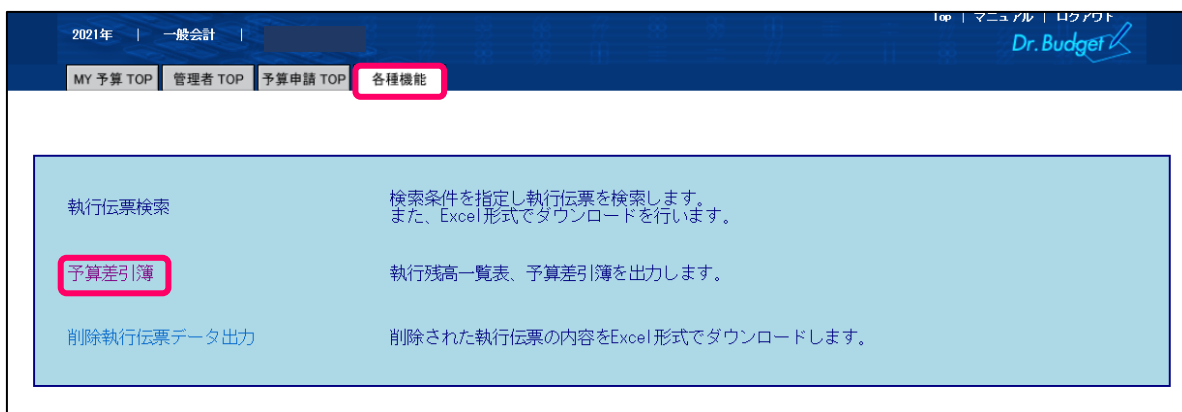 Top | マニュアル | ログアウト
2021年 | 一般会計 |
Dr. Budget
MY 予算 TOP 管理者 TOP 予算申請 TOP 各種機能
執行伝票検索 検索条件を指定し執行伝票を検索します。
また、Excel形式でダウンロードを行います。
予算差引簿 執行残高一覧表、予算差引簿を出力します。
削除執行伝票データ出力 削除された執行伝票の内容をExcel形式でダウンロードします。